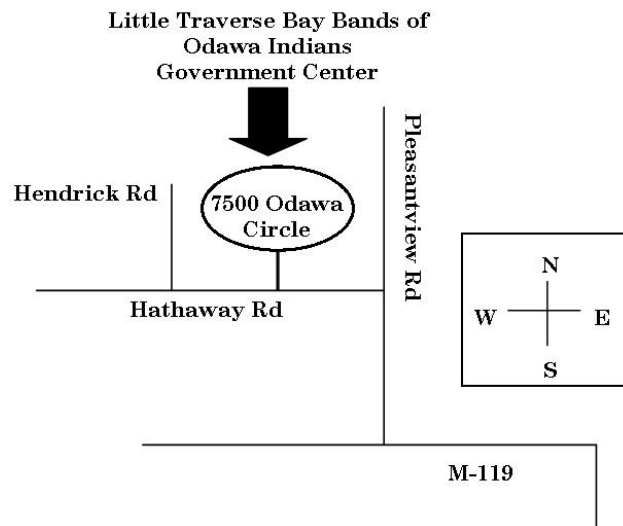 Little Traverse Bay Bands of
Odawa Indians
Government Center
Pleasantview Rd
Hendrick Rd
7500 Odawa
Circle
Hathaway Rd
N
W
E
S
M-119